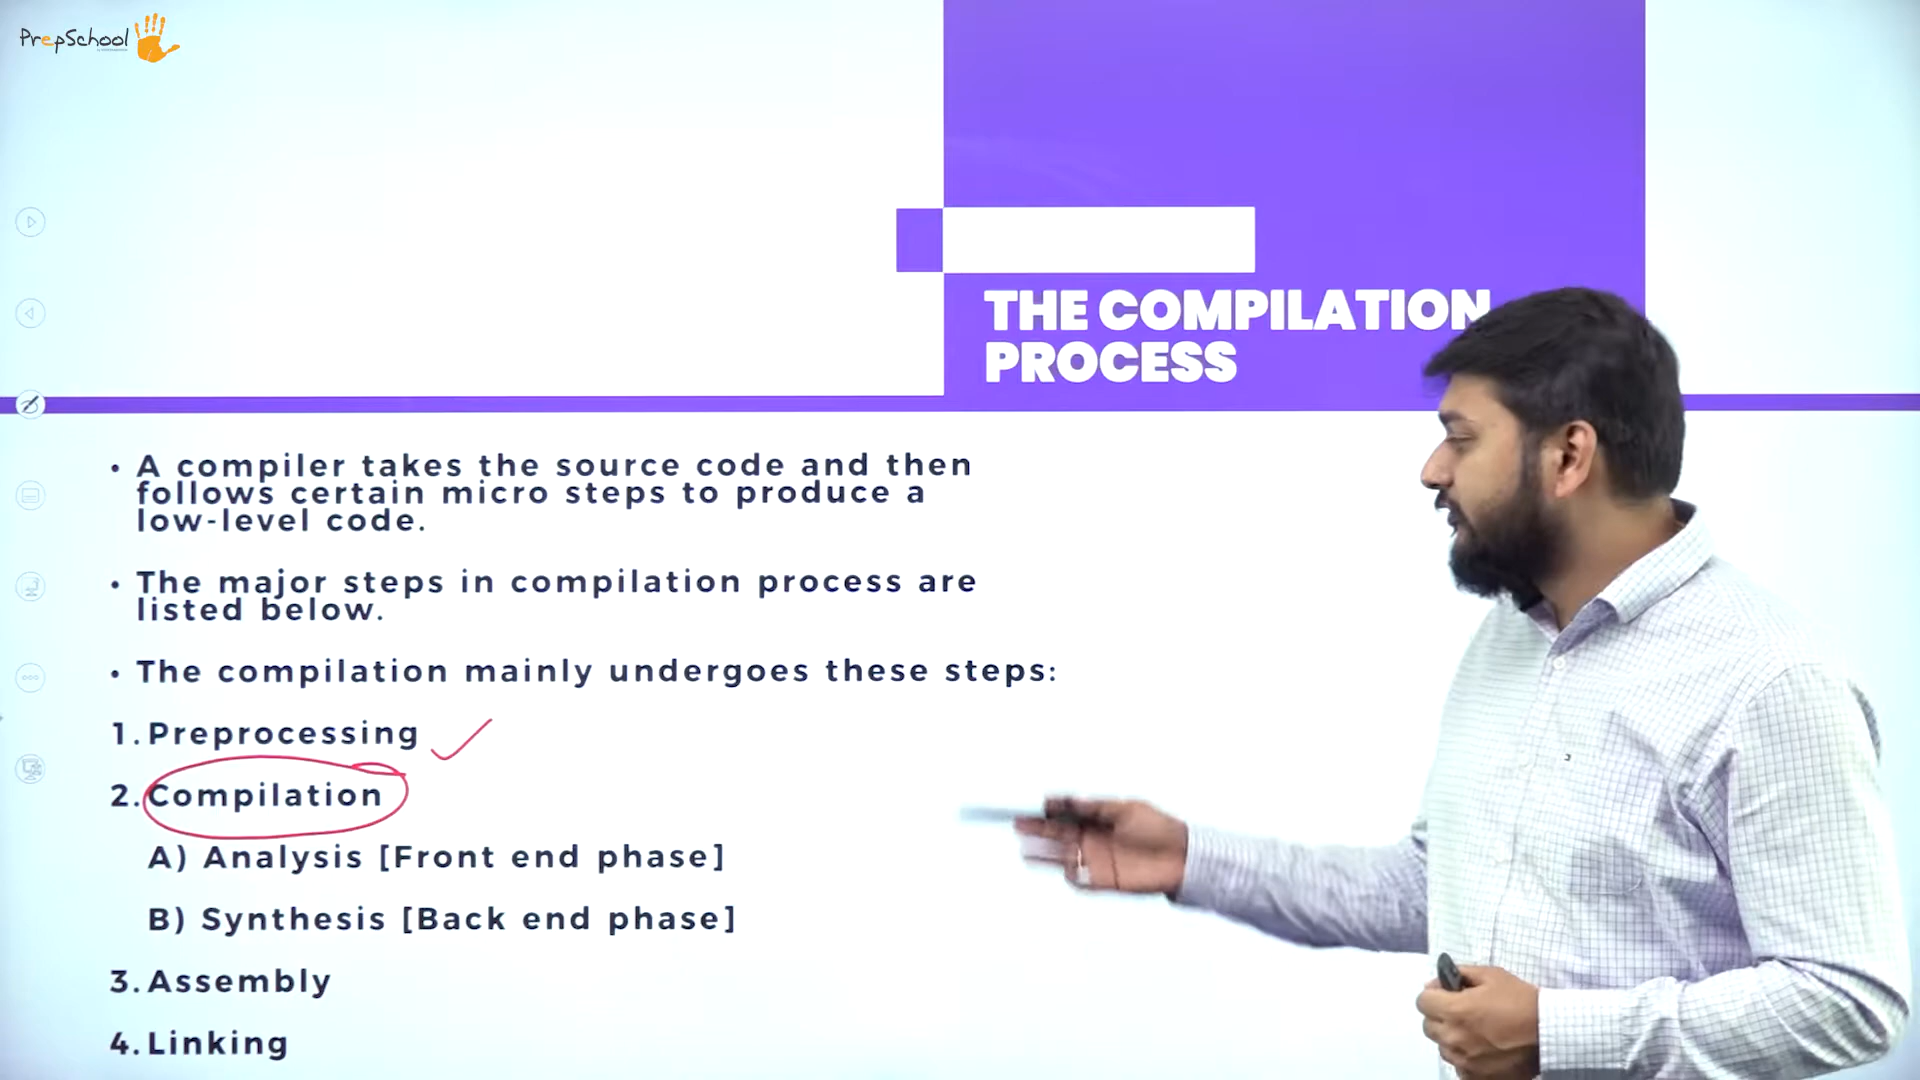 PrepSchool
THE COMPILATION
PROCESS
• A compiler takes the source code and then
follows certain micro steps to produce a
low-level code.
• The major steps in compilation process are
listed below.
• The compilation mainly undergoes these steps:
1. Preprocessing
2. Compilation
A) Analysis [Front end phase]
B) Synthesis [Back end phase]
3. Assembly
4. Linking